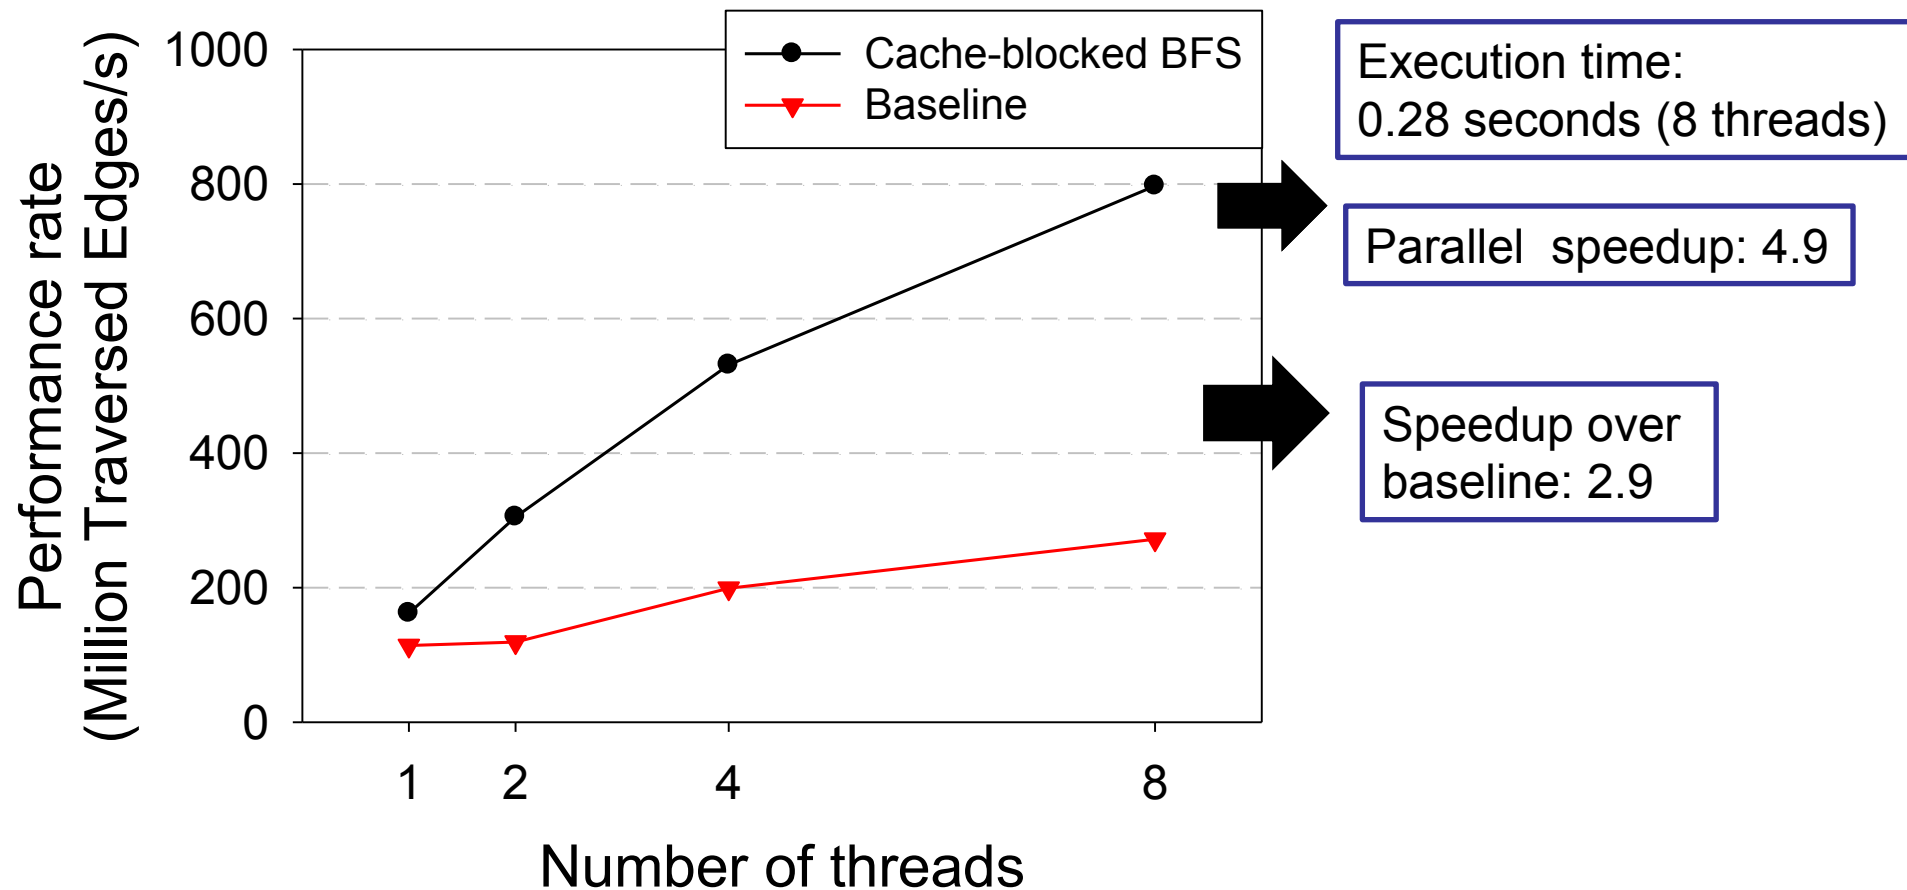 Performance rate
(Million Traversed Edges/s)
1000
800
600
400
200
0
Cache-blocked BFS
Baseline
1 2 4 8
Number of threads
Execution time:
0.28 seconds (8 threads)
Parallel speedup: 4.9
Speedup over
baseline: 2.9